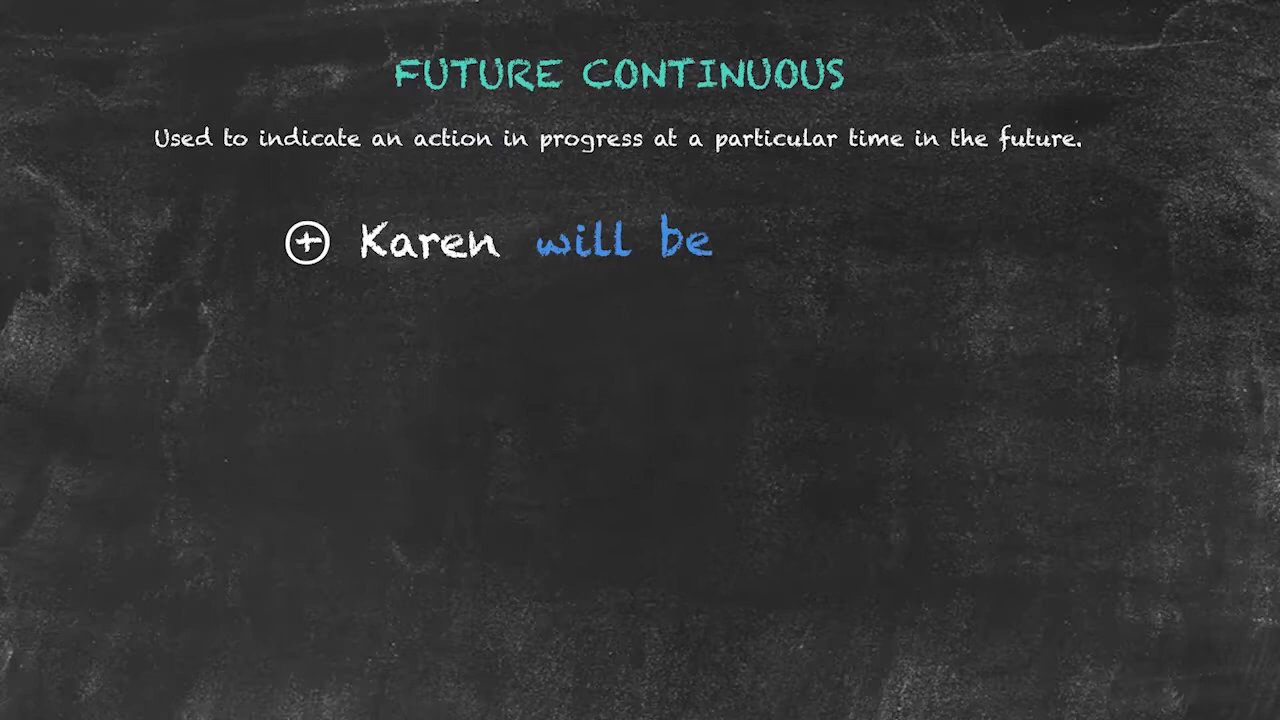 FUTURE CONTINUOUS
Used to indicate an action in progress at a particular time in the future.
⊕ Karen will be